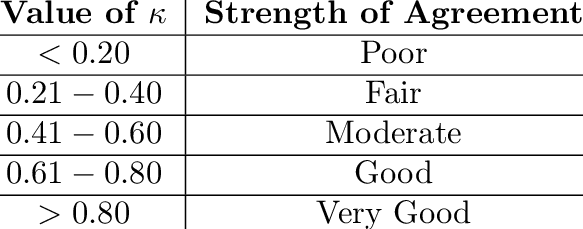 Value of κ Strength of Agreement
< 0.20 Poor
0.21 – 0.40 Fair
0.41 – 0.60 Moderate
0.61 – 0.80 Good
> 0.80 Very Good